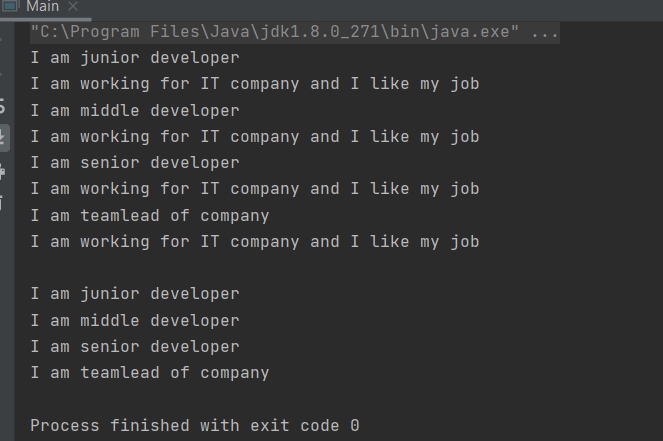 Main
"C:\Program Files\Java\jdk1.8.0_271\bin\java.exe" ...
I am junior developer
I am working for IT company and I like my job
I am middle developer
I am working for IT company and I like my job
I am senior developer
I am working for IT company and I like my job
I am teamlead of company
I am working for IT company and I like my job
I am junior developer
I am middle developer
I am senior developer
I am teamlead of company
Process finished with exit code 0